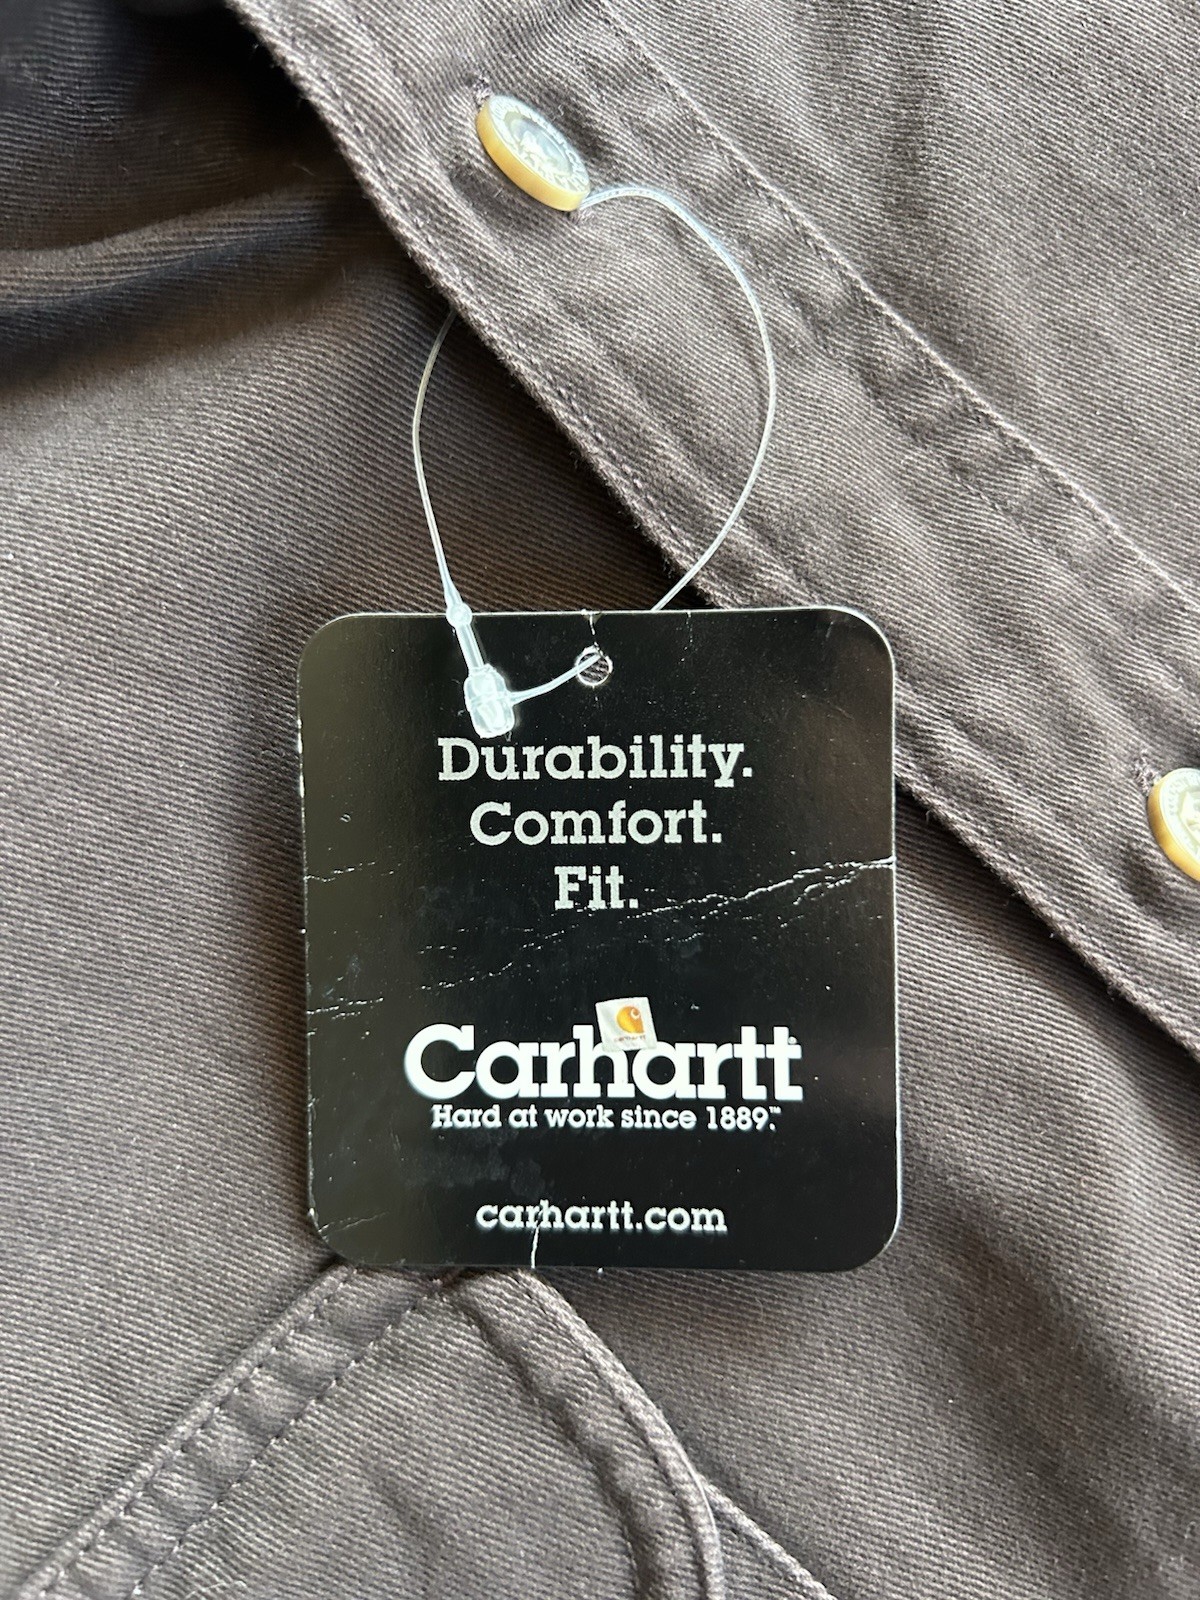 Durability.
Comfort.
Fit.
Carhartt
Hard at work since 1889.™
carhartt.com